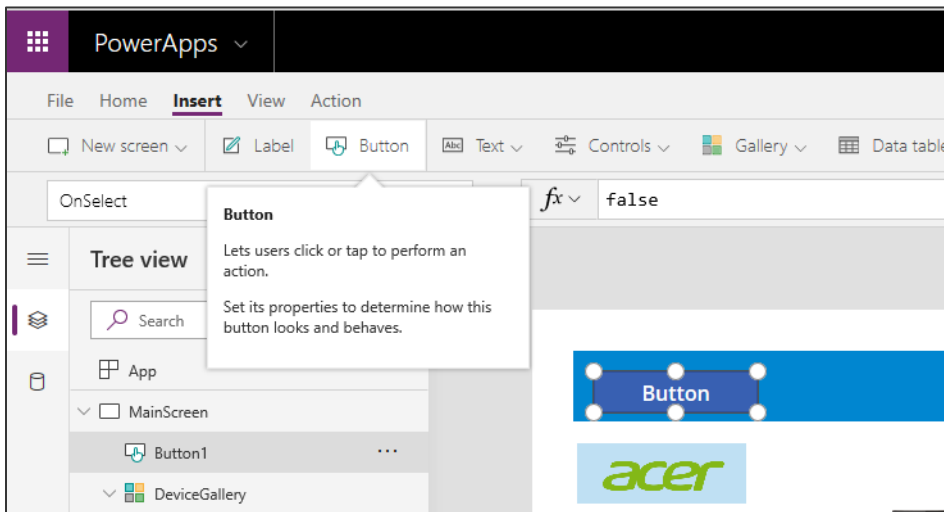 PowerApps
File Home Insert View Action
New screen Label Button Text Controls Gallery Data table
OnSelect fx false
Button
Lets users click or tap to perform an
action.
Set its properties to determine how this
button looks and behaves.
Tree view
Search
App
MainScreen
Button1
DeviceGallery
Button
acer